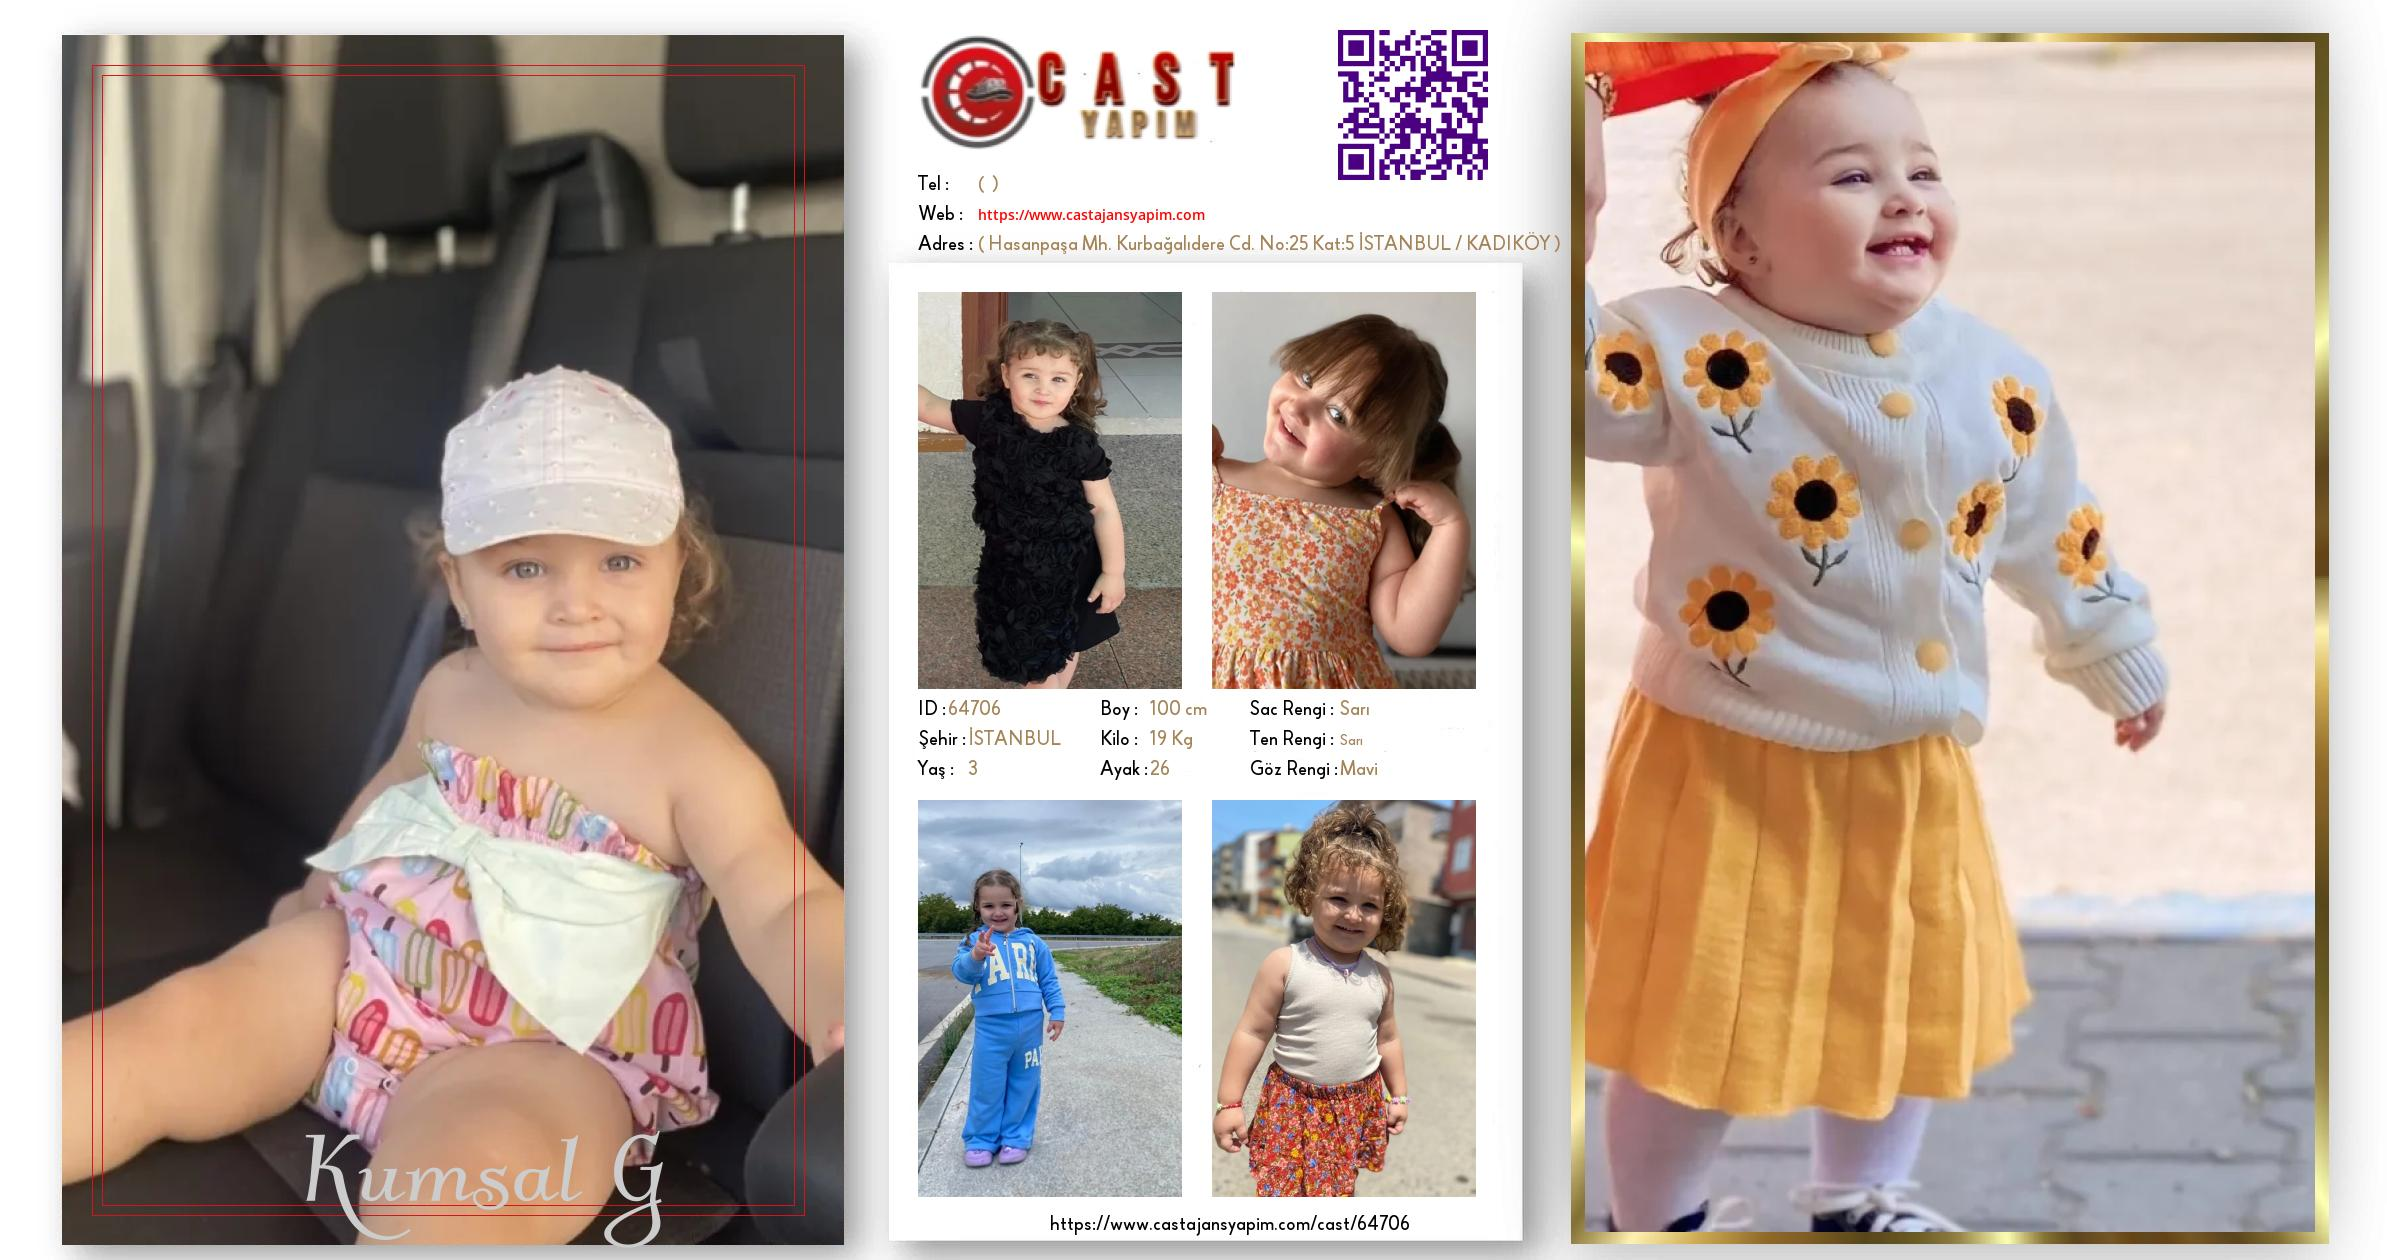 Kumsal G
CAST
YAPIM
Tel : ( )
Web : https://www.castajansyapim.com
Adres : ( Hasanpaşa Mh. Kurbağalıdere Cd. No:25 Kat:5 İSTANBUL / KADIKÖY )
ID : 64706 Boy : 100 cm Sac Rengi : Sarı
Şehir : İSTANBUL Kilo : 19 Kg Ten Rengi : Sarı
Yaş : 3 Ayak : 26 Göz Rengi : Mavi
PARI
PA
https://www.castajansyapim.com/cast/64706